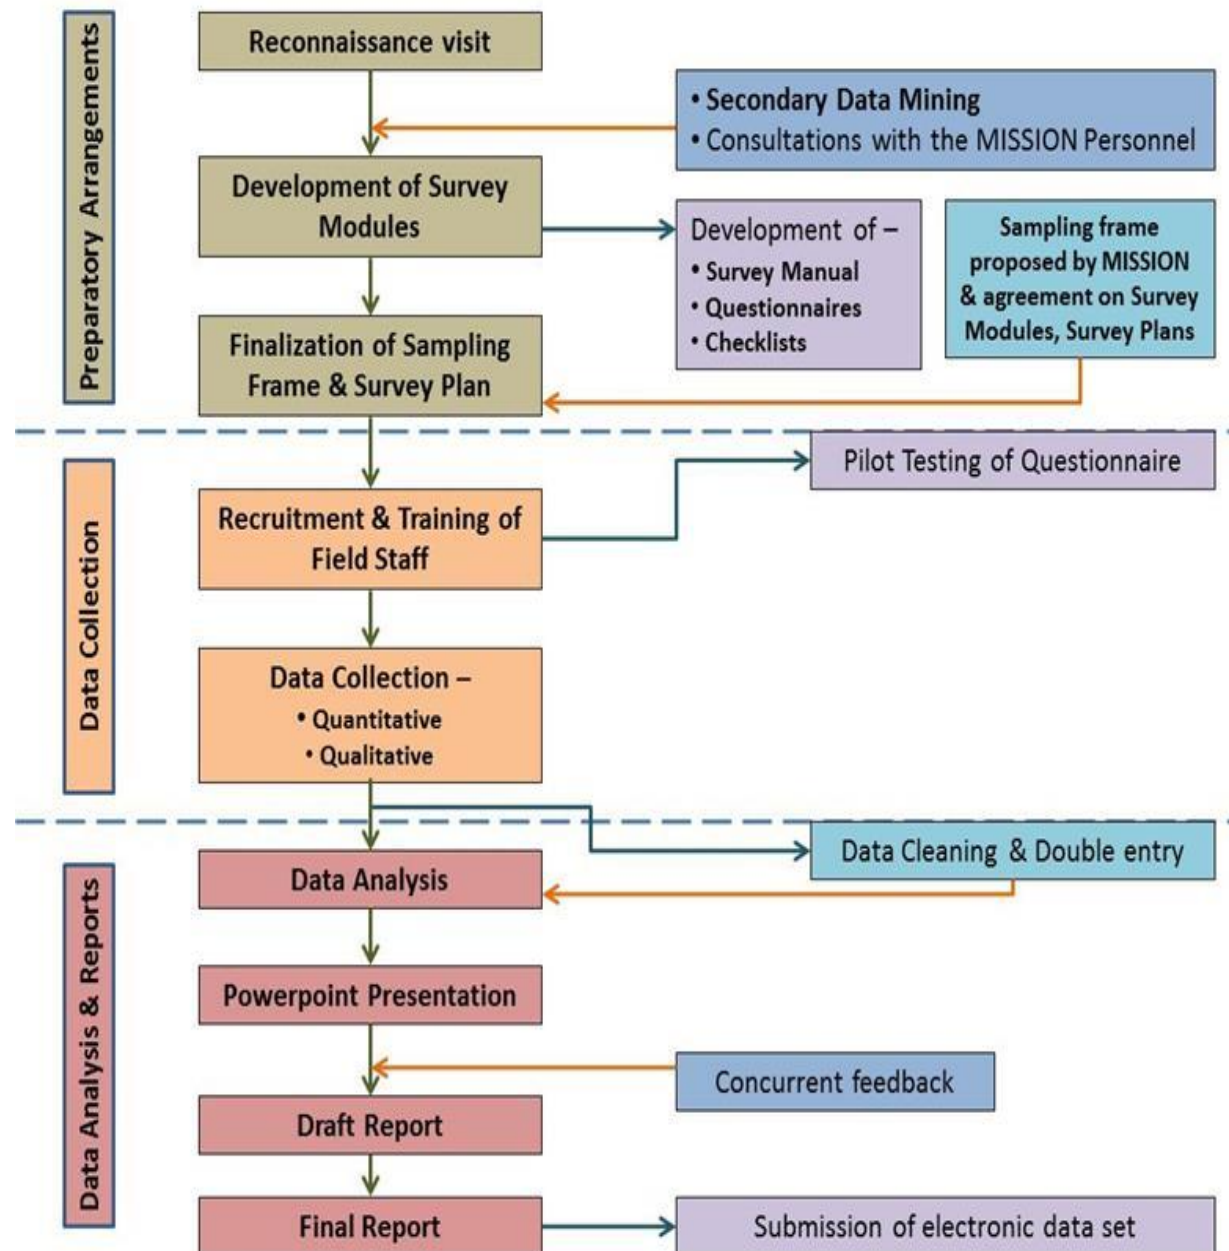 Preparatory Arrangements
Reconnaissance visit
• Secondary Data Mining
• Consultations with the MISSION Personnel
Development of Survey
Modules
Development of –
• Survey Manual
• Questionnaires
• Checklists
Sampling frame
proposed by MISSION
& agreement on Survey
Modules, Survey Plans
Finalization of Sampling
Frame & Survey Plan
Data Collection
Pilot Testing of Questionnaire
Recruitment & Training of
Field Staff
Data Collection –
• Quantitative
• Qualitative
Data Analysis & Reports
Data Cleaning & Double entry
Data Analysis
Powerpoint Presentation
Concurrent feedback
Draft Report
Final Report
Submission of electronic data set